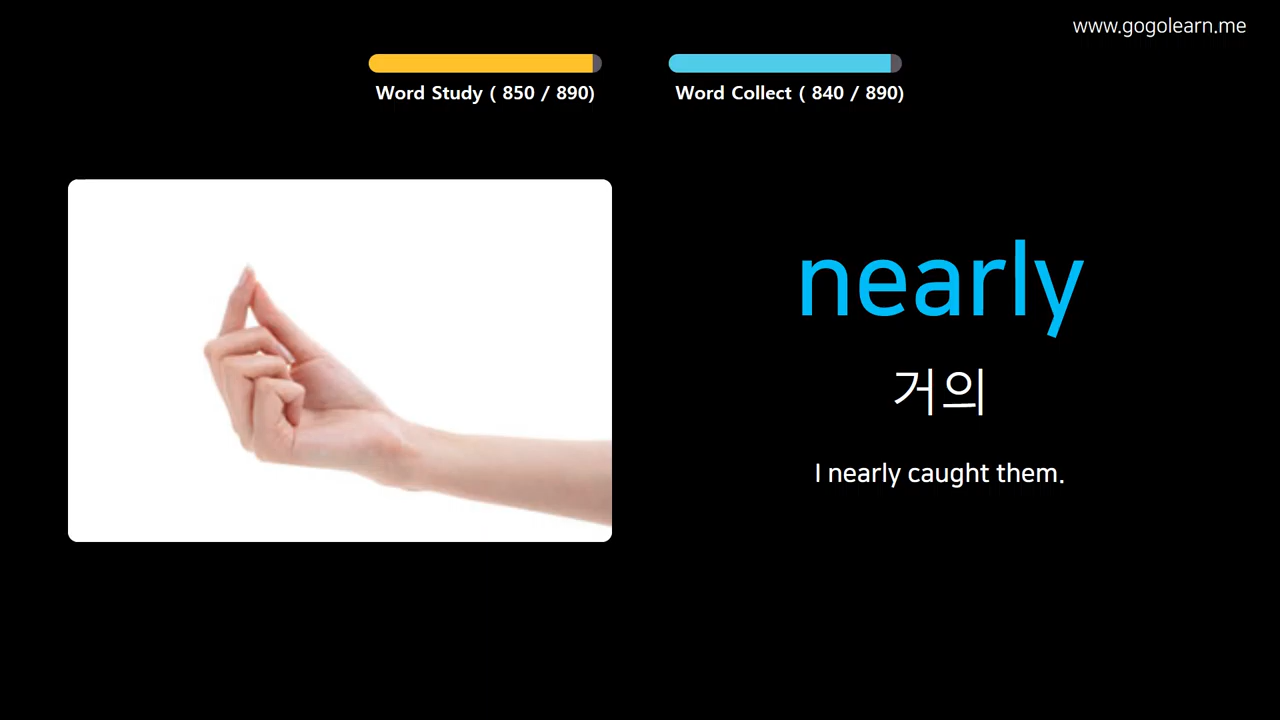 www.gogolearn.me
Word Study ( 850 / 890)
Word Collect ( 840 / 890)
nearly
거의
I nearly caught them.